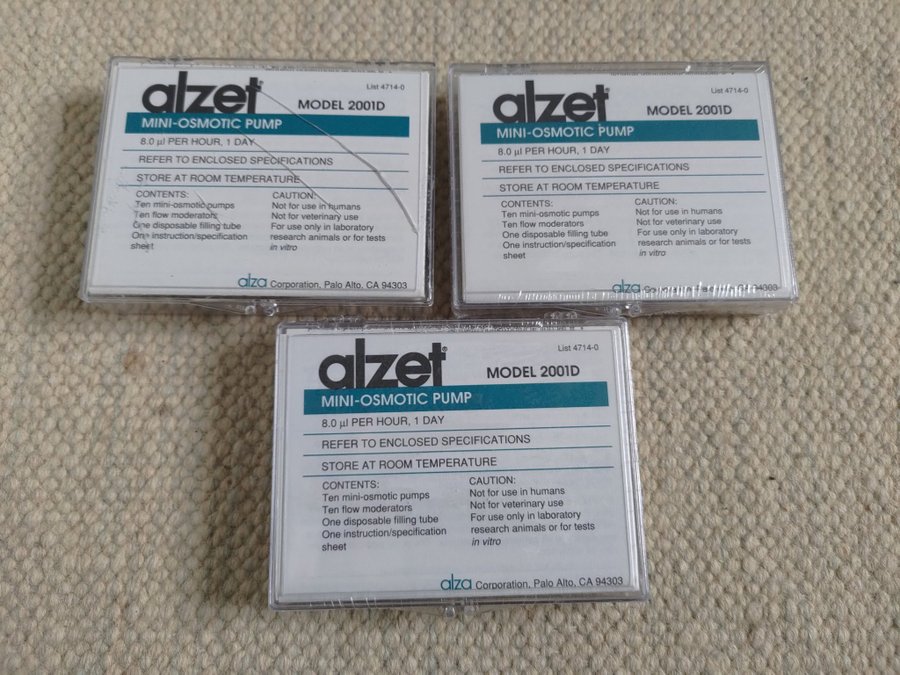 alzet®
List 4714-0
MODEL 2001D
MINI-OSMOTIC PUMP
8.0 µl PER HOUR, 1 DAY
REFER TO ENCLOSED SPECIFICATIONS
STORE AT ROOM TEMPERATURE
CONTENTS:
Ten mini-osmotic pumps
Ten flow moderators
One disposable filling tube
One instruction/specification
sheet
CAUTION:
Not for use in humans
Not for veterinary use
For use only in laboratory
research animals or for tests
in vitro
alza Corporation, Palo Alto, CA 94303
alzet
List 4714-0
MODEL 2001D
MINI-OSMOTIC PUMP
8.0 µl PER HOUR, 1 DAY
REFER TO ENCLOSED SPECIFICATIONS
STORE AT ROOM TEMPERATURE
CONTENTS:
Ten mini-osmotic pumps
Ten flow moderators
One disposable filling tube
One instruction/specification
sheet
CAUTION:
Not for use in humans
Not for veterinary use
For use only in laboratory
research animals or for tests
in vitro
alza 94303
alzet®
List 4714-0
MODEL 2001D
MINI-OSMOTIC PUMP
8.0 µl PER HOUR, 1 DAY
REFER TO ENCLOSED SPECIFICATIONS
STORE AT ROOM TEMPERATURE
CONTENTS:
Ten mini-osmotic pumps
Ten flow moderators
One disposable filling tube
One instruction/specification
sheet
CAUTION:
Not for use in humans
Not for veterinary use
For use only in laboratory
research animals or for tests
in vitro
alza Corporation, Palo Alto, CA 94303